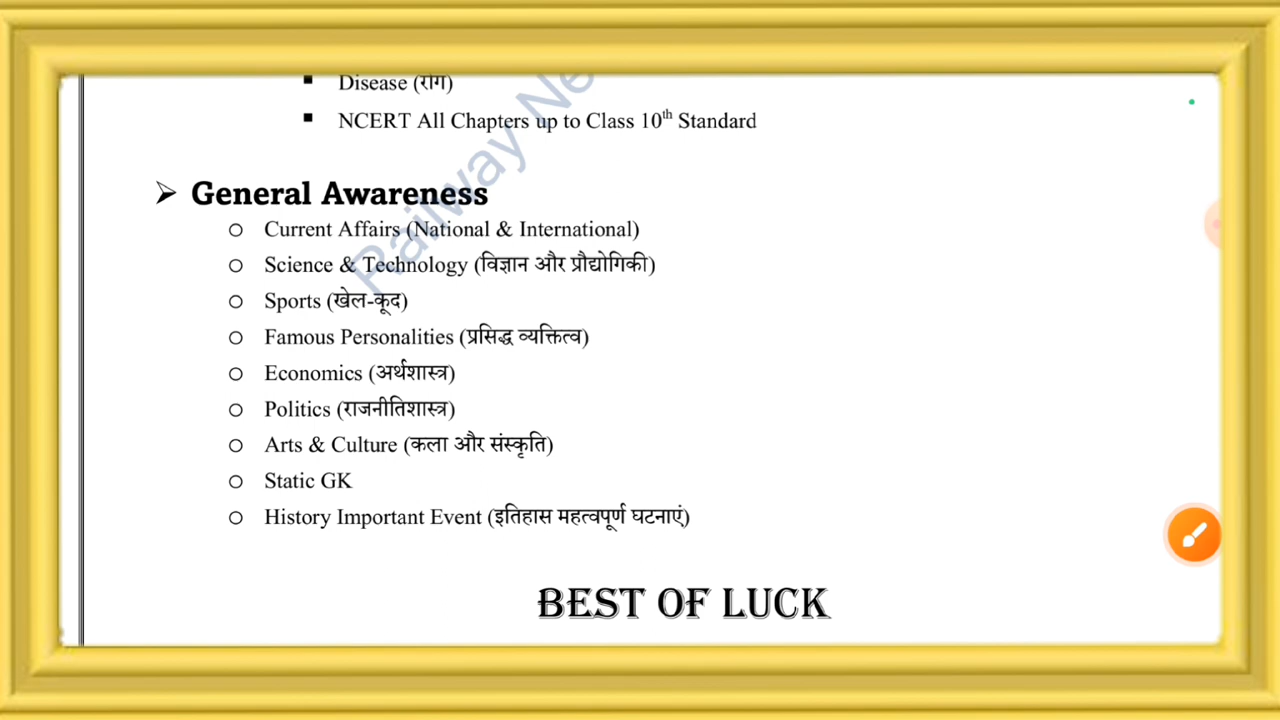 Disease (रोग)
NCERT All Chapters up to Class 10th Standard
Railway Ne
General Awareness
Current Affairs (National & International)
Science & Technology (विज्ञान और प्रौद्योगिकी)
Sports (खेल-कूद)
Famous Personalities (प्रसिद्ध व्यक्तित्व)
Economics (अर्थशास्त्र)
Politics (राजनीतिशास्त्र)
Arts & Culture (कला और संस्कृति)
Static GK
History Important Event (इतिहास महत्वपूर्ण घटनाएं)
BEST OF LUCK